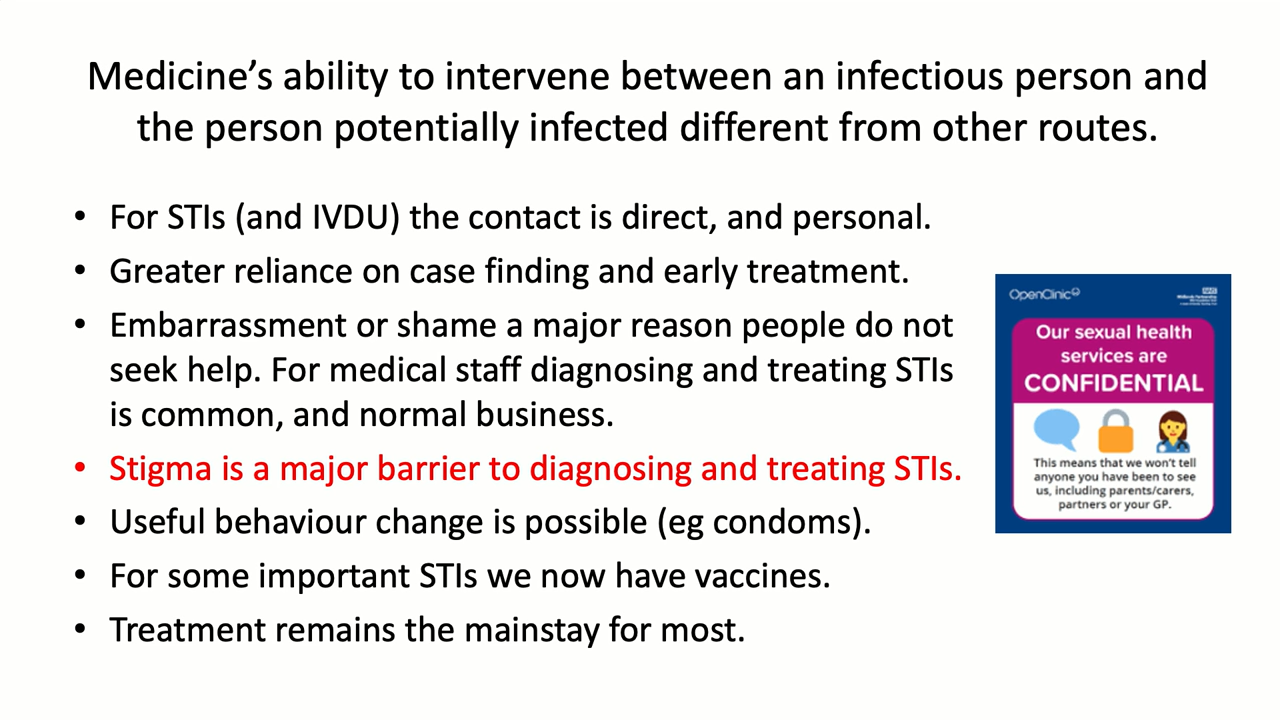 Medicine’s ability to intervene between an infectious person and
the person potentially infected different from other routes.
• For STIs (and IVDU) the contact is direct, and personal.
• Greater reliance on case finding and early treatment.
• Embarrassment or shame a major reason people do not
seek help. For medical staff diagnosing and treating STIs
is common, and normal business.
• Stigma is a major barrier to diagnosing and treating STIs.
• Useful behaviour change is possible (eg condoms).
• For some important STIs we now have vaccines.
• Treatment remains the mainstay for most.
OpenClinic
NHS
Our sexual health
services are
CONFIDENTIAL
This means that we won't tell
anyone you have been to see
us, including parents/carers,
partners or your GP.